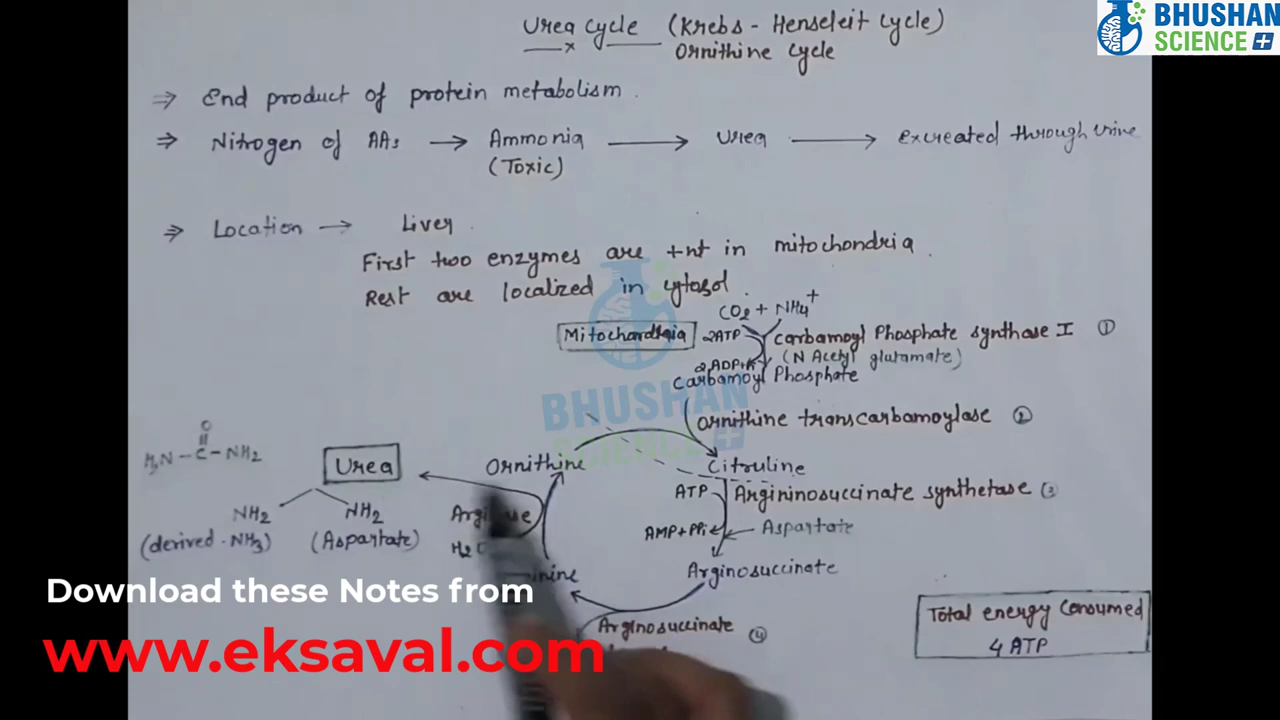 Urea Cycle (Krebs - Henseleit Cycle)
Ornithine Cycle
BHUSHAN
SCIENCE
⇒ End product of protein metabolism.
⇒ Nitrogen of AAs → Ammonia → Urea → Excreated through Urine
(Toxic)
⇒ Location → Liver.
First two enzymes are +nt in mitochondria.
Rest are localized in cytosol.
CO2 + NH4+
Mitochondria 2ATP Carbamoyl Phosphate synthase I ①
2ADP+Pi (N Acetyl glutamate)
Carbamoyl Phosphate
BHUSHAN
SCIENCE
Ornithine transcarbamoylase ②
O
H2N - C - NH2
Urea
Ornithine
Citruline
ATP Argininosuccinate synthetase ③
NH2 NH2
(derived NH3) (Aspartate)
AMP+PPi Aspartate
Arginosuccinate
Arginosuccinate ④
Total energy Consumed
4 ATP
Download these Notes from
www.eksaval.com